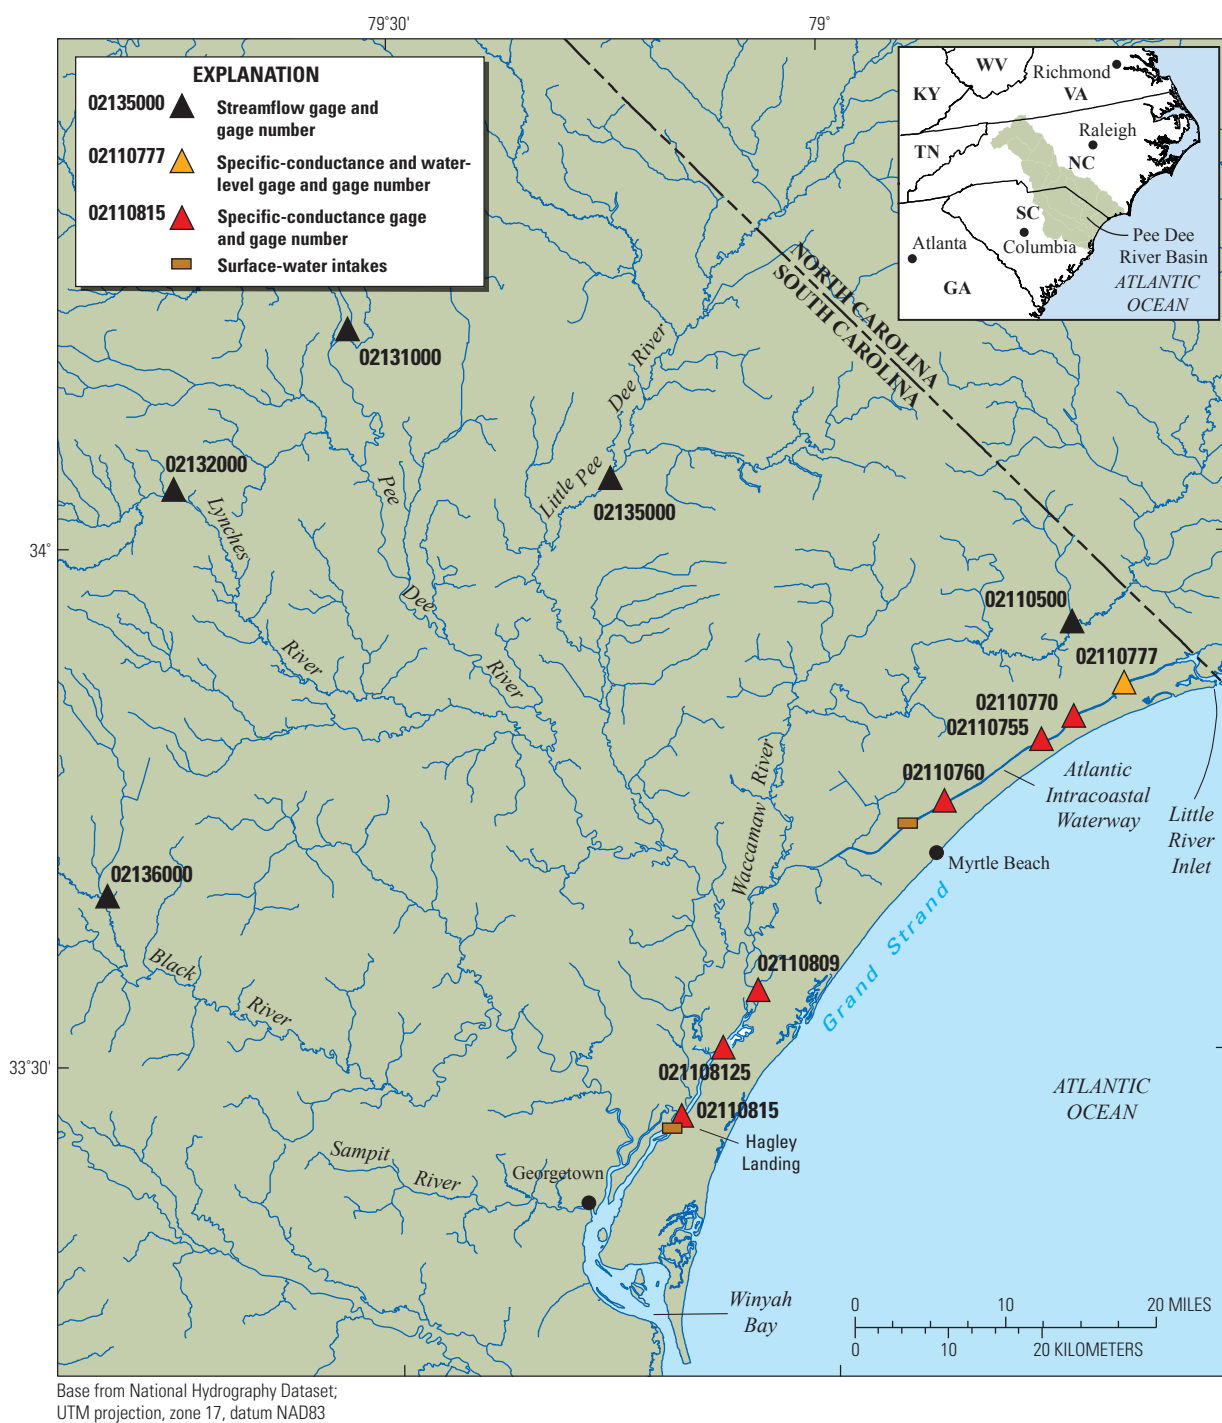 79°30'
79°
EXPLANATION
02135000
Streamflow gage and
gage number
02110777
Specific-conductance and water-
level gage and gage number
02110815
Specific-conductance gage
and gage number
Surface-water intakes
WV
Richmond
KY
VA
Raleigh
TN
NC
SC
Columbia
Atlanta
GA
Pee Dee
River Basin
ATLANTIC
OCEAN
NORTH CAROLINA
SOUTH CAROLINA
02131000
Little Pee Dee River
02132000
Lynches River
Pee Dee River
02135000
34°
02110500
02110777
02110770
02110755
02110760
Waccamaw River
Atlantic
Intracoastal
Waterway
Little
River
Inlet
Myrtle Beach
02136000
Grand Strand
Black River
02110809
33°30'
021108125
02110815
ATLANTIC
OCEAN
Hagley
Landing
Sampit River
Georgetown
Winyah
Bay
0 10 20 MILES
0 10 20 KILOMETERS
Base from National Hydrography Dataset;
UTM projection, zone 17, datum NAD83